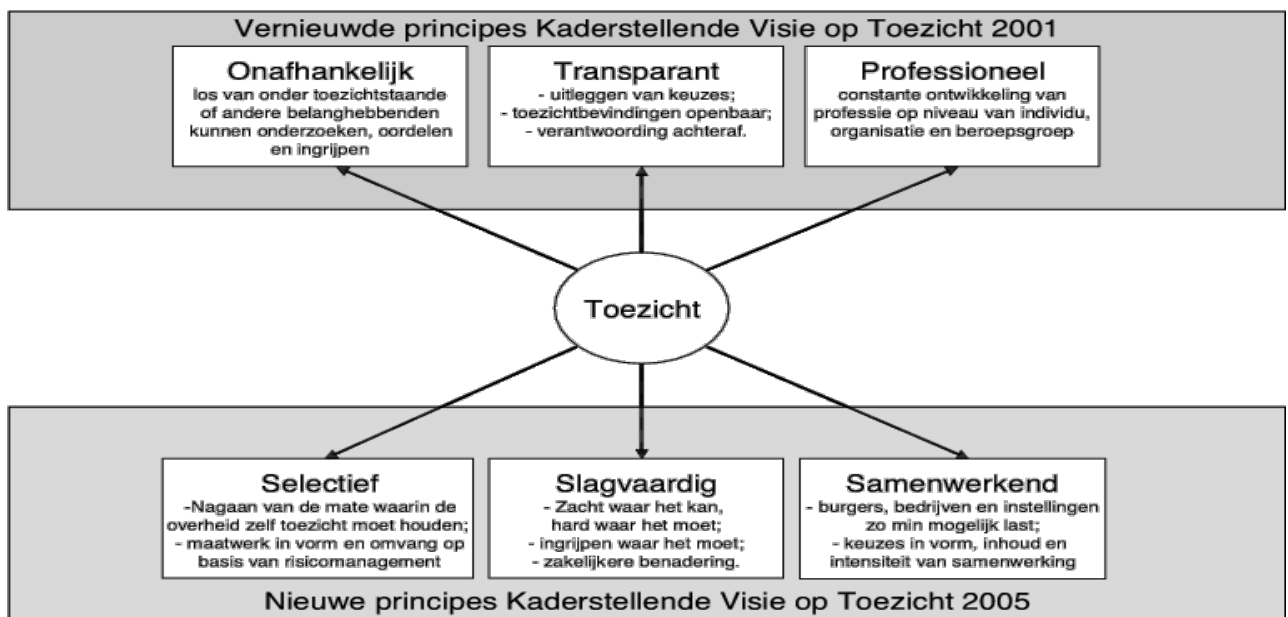 Vernieuwde principes Kaderstellende Visie op Toezicht 2001
Onafhankelijk
los van onder toezichtstaande
of andere belanghebbenden
kunnen onderzoeken, oordelen
en ingrijpen
Transparant
- uitleggen van keuzes;
- toezichtbevindingen openbaar;
- verantwoording achteraf.
Professioneel
constante ontwikkeling van
professie op niveau van individu,
organisatie en beroepsgroep
Toezicht
Selectief
-Nagaan van de mate waarin de
overheid zelf toezicht moet houden;
- maatwerk in vorm en omvang op
basis van risicomanagement
Slagvaardig
- Zacht waar het kan,
hard waar het moet;
- ingrijpen waar het moet;
- zakelijkere benadering.
Samenwerkend
- burgers, bedrijven en instellingen
zo min mogelijk last;
- keuzes in vorm, inhoud en
intensiteit van samenwerking
Nieuwe principes Kaderstellende Visie op Toezicht 2005